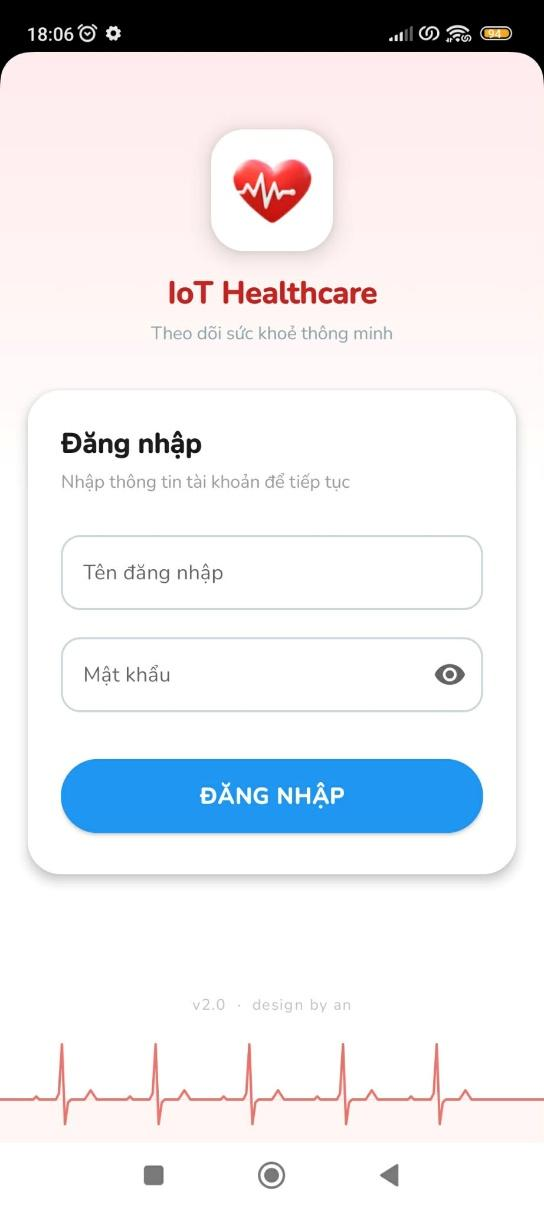 18:06
94
IoT Healthcare
Theo dõi sức khoẻ thông minh
Đăng nhập
Nhập thông tin tài khoản để tiếp tục
Tên đăng nhập
Mật khẩu
ĐĂNG NHẬP
v2.0 · design by an